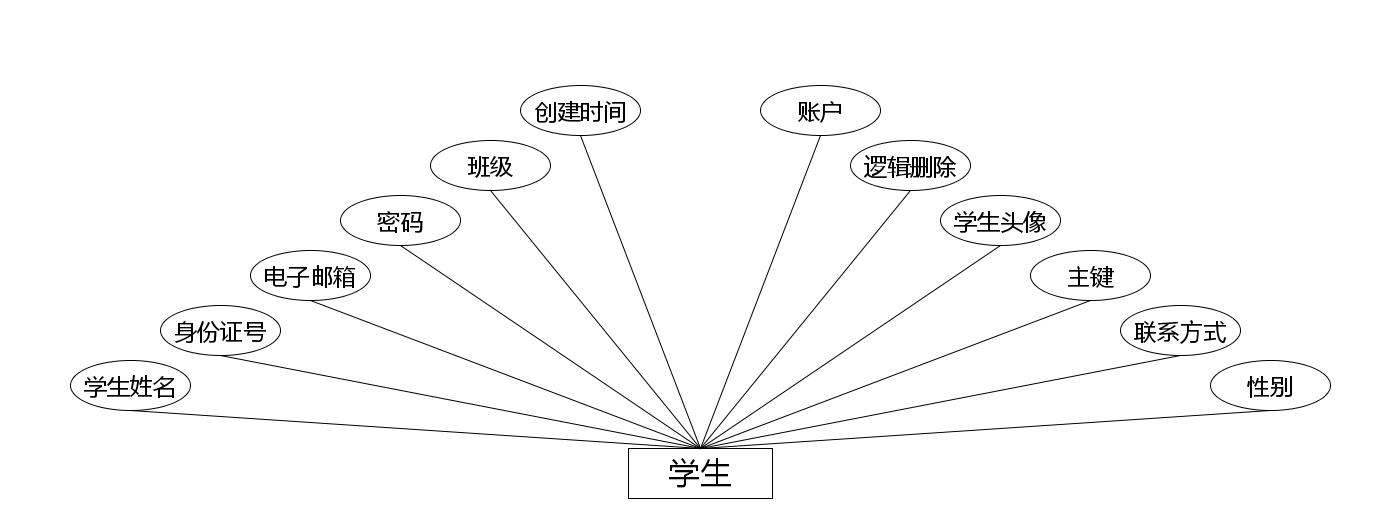 创建时间
账户
班级
逻辑删除
密码
学生头像
电子邮箱
主键
身份证号
联系方式
学生姓名
性别
学生